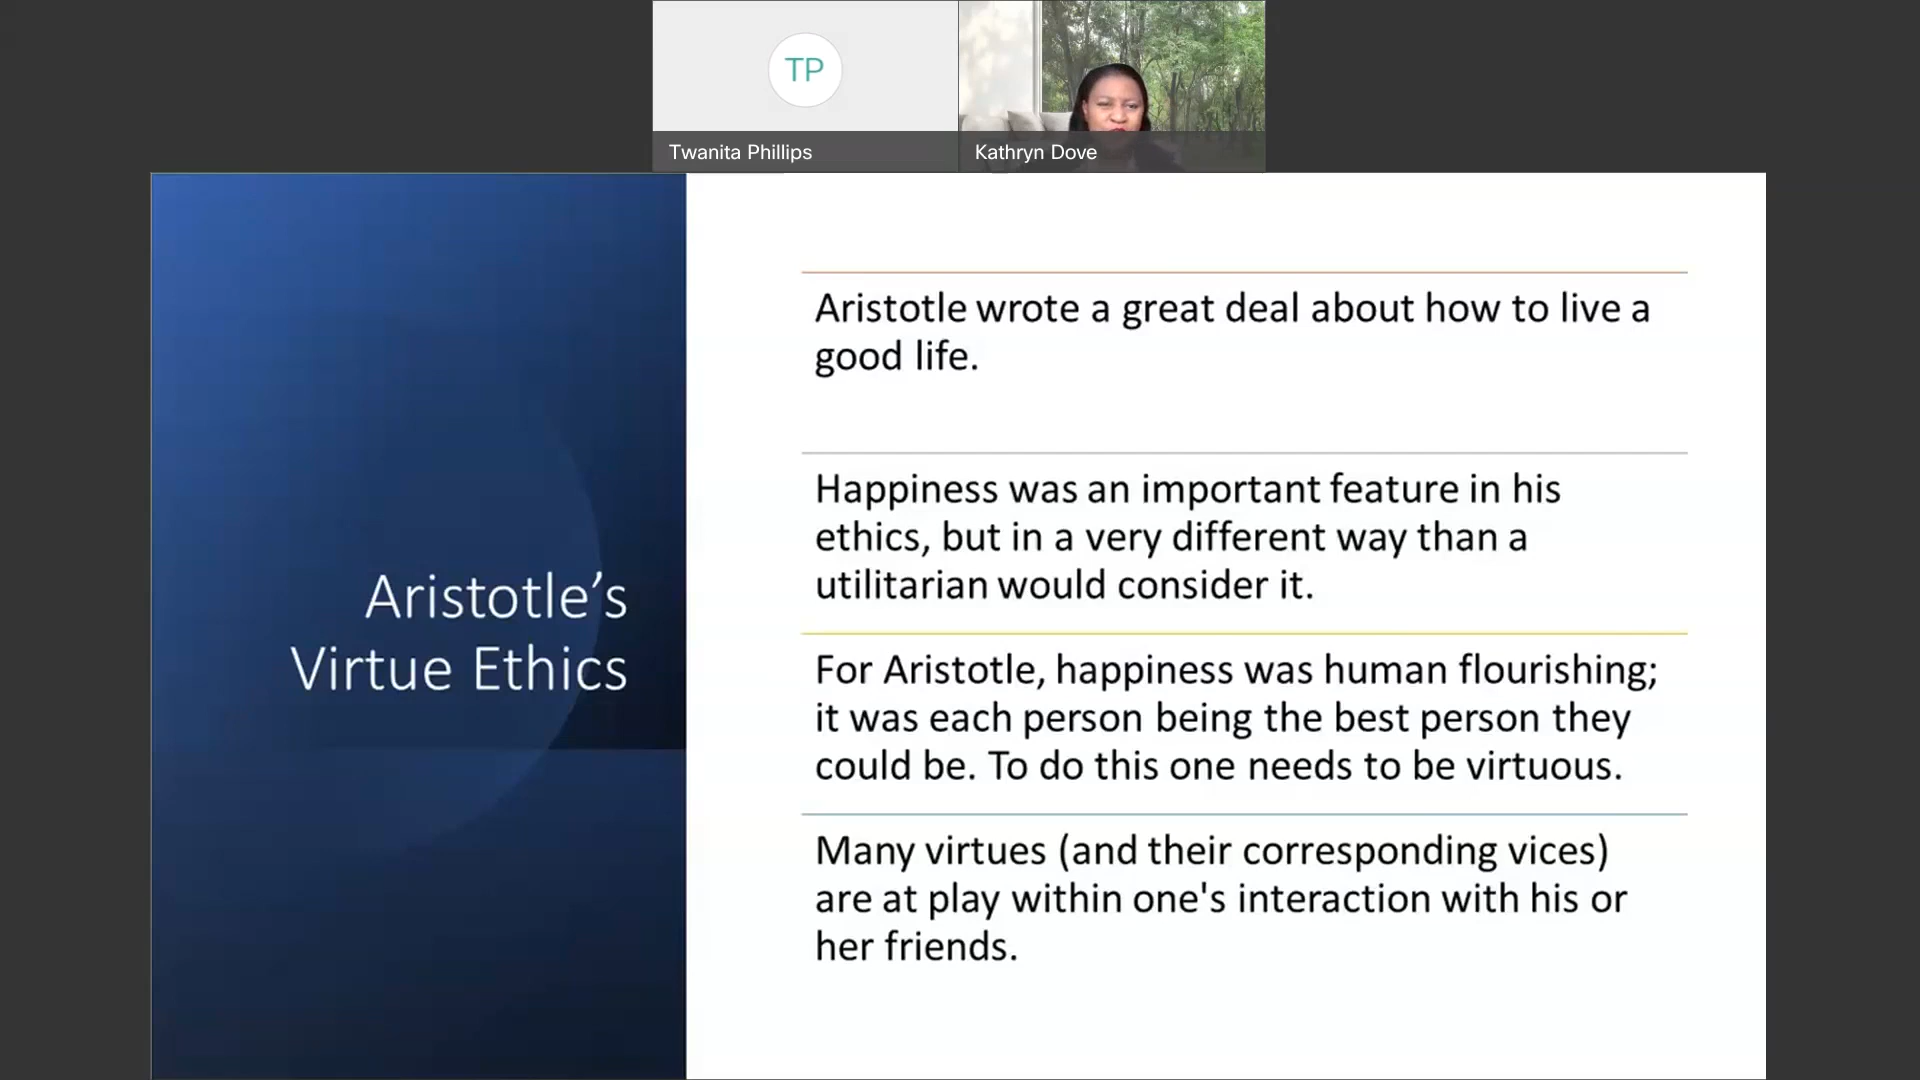 TP
Twanita Phillips
Kathryn Dove
Aristotle’s
Virtue Ethics
Aristotle wrote a great deal about how to live a
good life.
Happiness was an important feature in his
ethics, but in a very different way than a
utilitarian would consider it.
For Aristotle, happiness was human flourishing;
it was each person being the best person they
could be. To do this one needs to be virtuous.
Many virtues (and their corresponding vices)
are at play within one's interaction with his or
her friends.